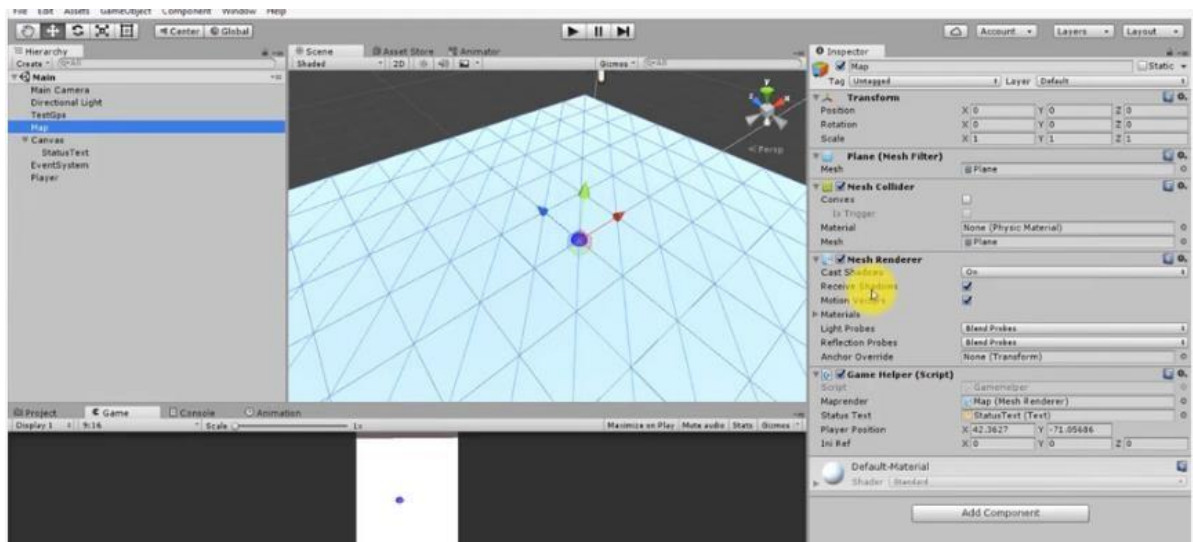 File Edit Assets GameObject Component Window Help
Center Global
Account Layers Layout
Hierarchy
Create
Main
Main Camera
Directional Light
TestGps
Map
Canvas
StatusText
EventSystem
Player
Scene Asset Store Animator
Shaded 2D Gizmos
y
x
Persp
Project Game Console Animation
Display 1 9:16 Scale 1x Maximize on Play Mute audio Stats Gizmos
Inspector
Map Static
Tag Untagged Layer Default
Transform
Position X 0 Y 0 Z 0
Rotation X 0 Y 0 Z 0
Scale X 1 Y 1 Z 1
Plane (Mesh Filter)
Mesh Plane
Mesh Collider
Convex
Is Trigger
Material None (Physic Material)
Mesh Plane
Mesh Renderer
Cast Shadows On
Receive Shadows
Motion Vectors
Materials
Light Probes Blend Probes
Reflection Probes Blend Probes
Anchor Override None (Transform)
Game Helper (Script)
Script Gamehelper
Maprender Map (Mesh Renderer)
Status Text StatusText (Text)
Player Position X 42.3627 Y -71.05686
Ini Ref X 0 Y 0 Z 0
Default-Material
Shader Standard
Add Component